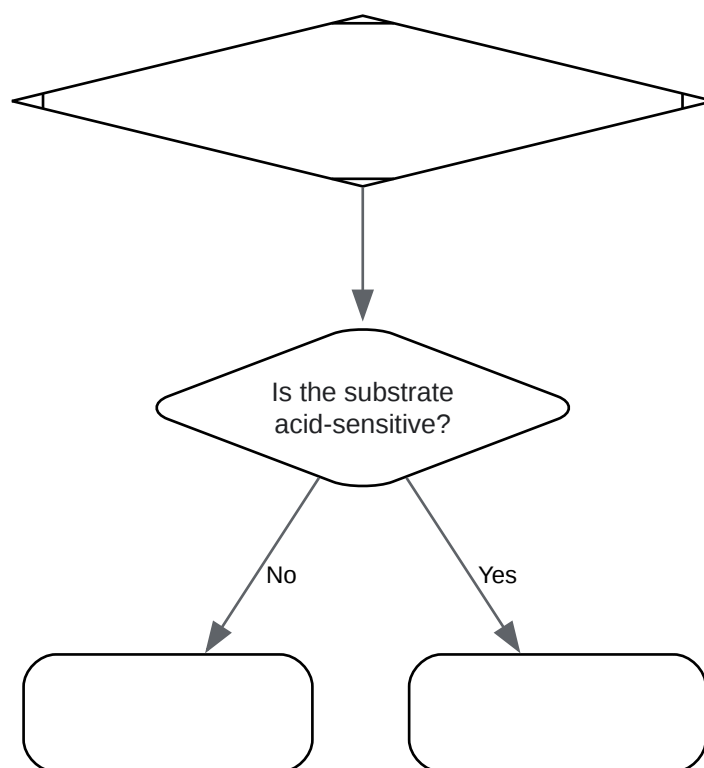 Is the substrate
acid-sensitive?
No
Yes